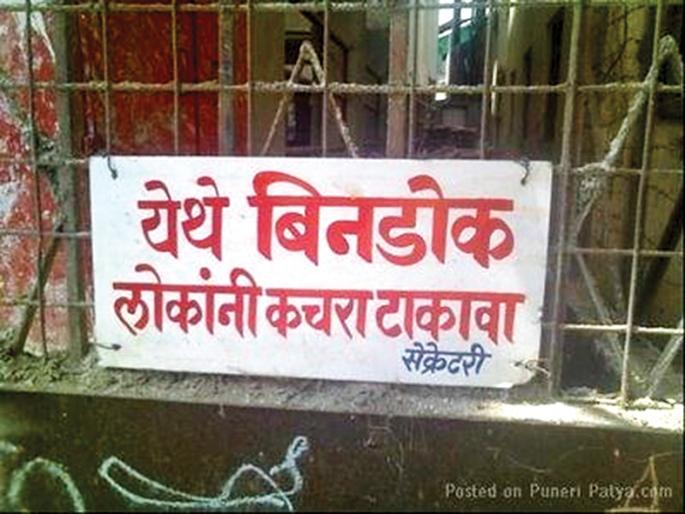 येथे बिनडोक
लोकांनी कचरा टाकावा
सेक्रेटरी
Posted on Puneri Patya.com